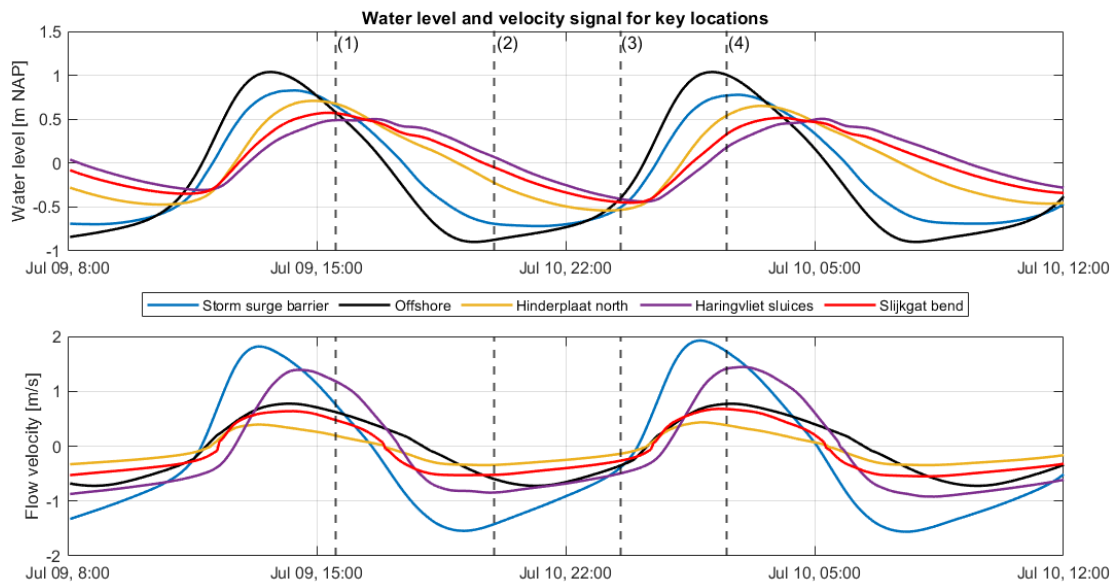 Water level and velocity signal for key locations
(1) (2) (3) (4)
Water level [m NAP]
1.5
1
0.5
0
-0.5
-1
Jul 09, 8:00 Jul 09, 15:00 Jul 10, 22:00 Jul 10, 05:00 Jul 10, 12:00
Storm surge barrier Offshore Hinderplaat north Haringvliet sluices Slijkgat bend
Flow velocity [m/s]
2
1
0
-1
-2
Jul 09, 8:00 Jul 09, 15:00 Jul 10, 22:00 Jul 10, 05:00 Jul 10, 12:00